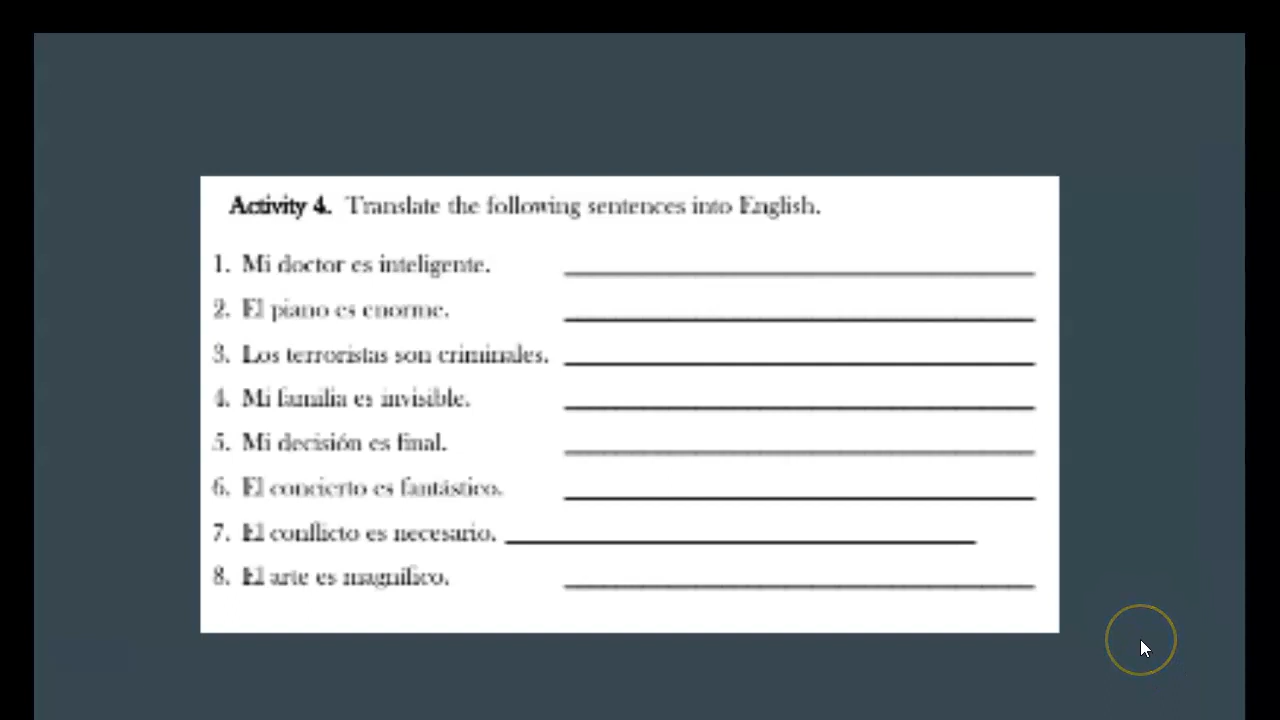 Activity 4. Translate the following sentences into English.
1. Mi doctor es inteligente.
2. El piano es enorme.
3. Los terroristas son criminales.
4. Mi familia es invisible.
5. Mi decisión es final.
6. El concierto es fantástico.
7. El conflicto es necesario.
8. El arte es magnífico.